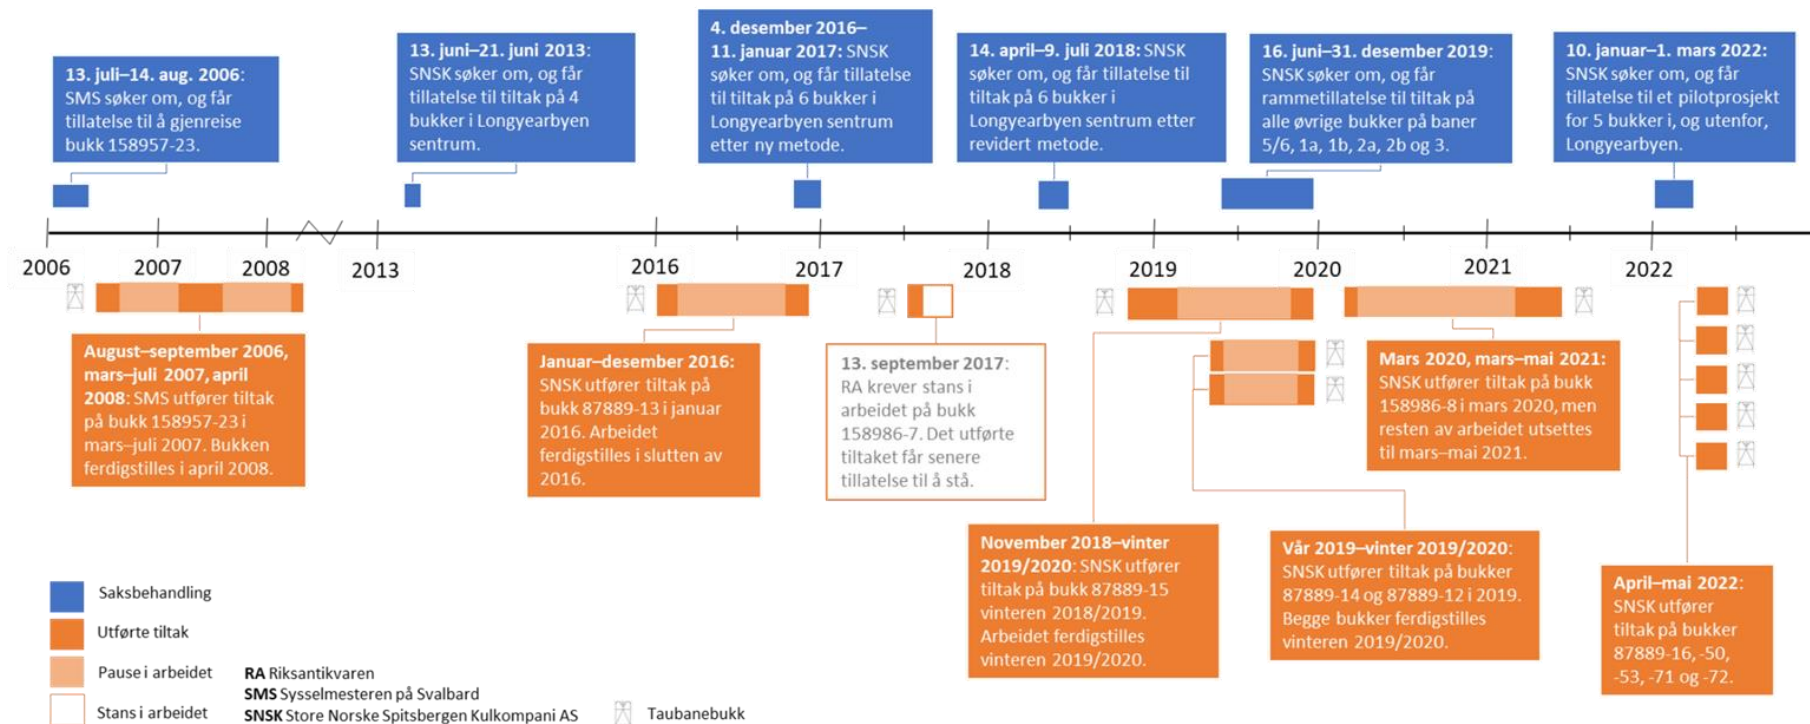 13. juli–14. aug. 2006:
SMS søker om, og får
tillatelse til å gjenreise
bukk 158957-23.
13. juni–21. juni 2013:
SNSK søker om, og får
tillatelse til tiltak på 4
bukker i Longyearbyen
sentrum.
4. desember 2016–
11. januar 2017: SNSK
søker om, og får tillatelse
til tiltak på 6 bukker i
Longyearbyen sentrum
etter ny metode.
14. april–9. juli 2018: SNSK
søker om, og får tillatelse til
tiltak på 6 bukker i
Longyearbyen sentrum etter
revidert metode.
16. juni–31. desember 2019:
SNSK søker om, og får
rammetillatelse til tiltak på
alle øvrige bukker på baner
5/6, 1a, 1b, 2a, 2b og 3.
10. januar–1. mars 2022:
SNSK søker om, og får
tillatelse til et pilotprosjekt
for 5 bukker i, og utenfor,
Longyearbyen.
2006
2007
2008
2013
2016
2017
2018
2019
2020
2021
2022
August–september 2006,
mars–juli 2007, april
2008: SMS utfører tiltak
på bukk 158957-23 i
mars–juli 2007. Bukken
ferdigstilles i april 2008.
Januar–desember 2016:
SNSK utfører tiltak på
bukk 87889-13 i januar
2016. Arbeidet
ferdigstilles i slutten av
2016.
13. september 2017:
RA krever stans i
arbeidet på bukk
158986-7. Det utførte
tiltaket får senere
tillatelse til å stå.
November 2018–vinter
2019/2020: SNSK utfører
tiltak på bukk 87889-15
vinteren 2018/2019.
Arbeidet ferdigstilles
vinteren 2019/2020.
Vår 2019–vinter 2019/2020:
SNSK utfører tiltak på bukker
87889-14 og 87889-12 i 2019.
Begge bukker ferdigstilles
vinteren 2019/2020.
Mars 2020, mars–mai 2021:
SNSK utfører tiltak på bukk
158986-8 i mars 2020, men
resten av arbeidet utsettes
til mars–mai 2021.
April–mai 2022:
SNSK utfører
tiltak på bukker
87889-16, -50,
-53, -71 og -72.
Saksbehandling
Utførte tiltak
Pause i arbeidet
Stans i arbeidet
RA Riksantikvaren
SMS Sysselmesteren på Svalbard
SNSK Store Norske Spitsbergen Kulkompani AS
Taubanebukk